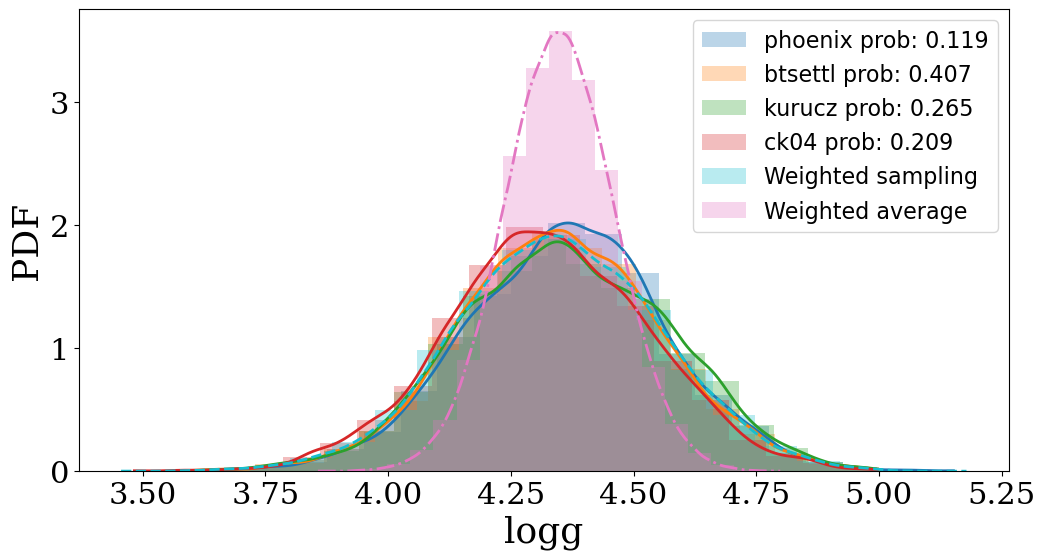 phoenix prob: 0.119
btsettl prob: 0.407
kurucz prob: 0.265
ck04 prob: 0.209
Weighted sampling
Weighted average
PDF
3
2
1
0
3.50 3.75 4.00 4.25 4.50 4.75 5.00 5.25
logg